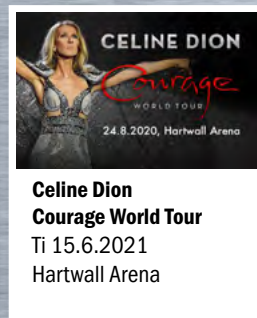 CELINE DION
Courage
WORLD TOUR
24.8.2020, Hartwall Arena
Celine Dion
Courage World Tour
Ti 15.6.2021
Hartwall Arena